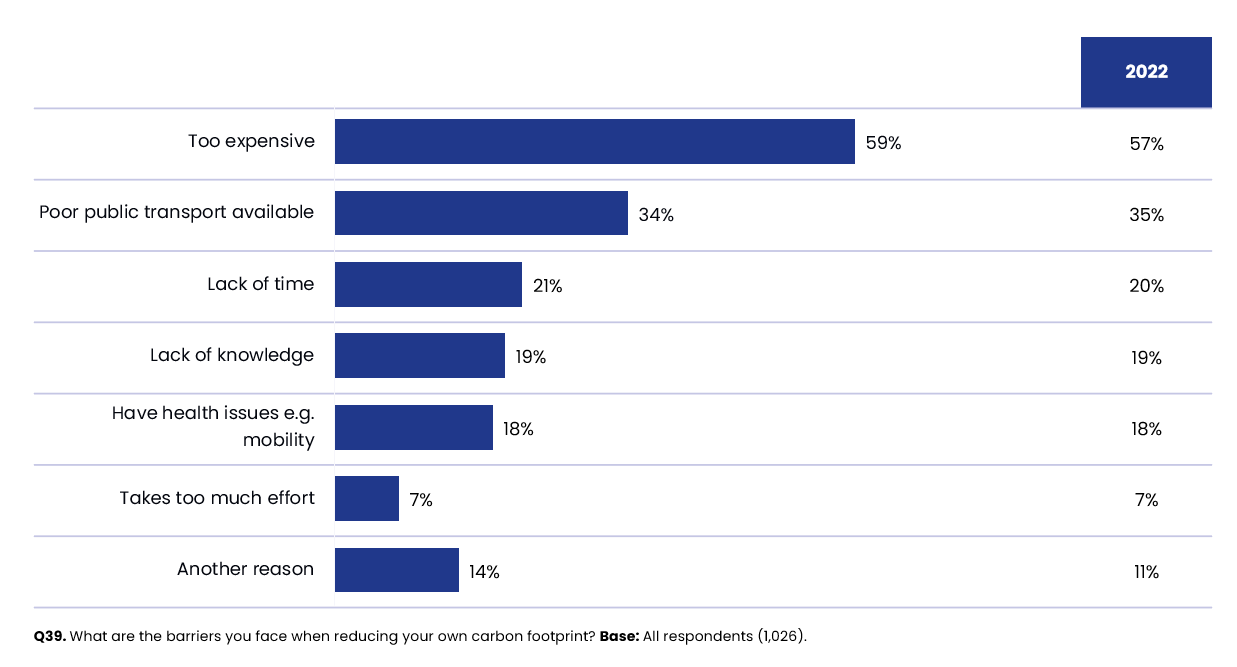 2022
Too expensive 59% 57%
Poor public transport available 34% 35%
Lack of time 21% 20%
Lack of knowledge 19% 19%
Have health issues e.g.
mobility 18% 18%
Takes too much effort 7% 7%
Another reason 14% 11%
Q39. What are the barriers you face when reducing your own carbon footprint? Base: All respondents (1,026).